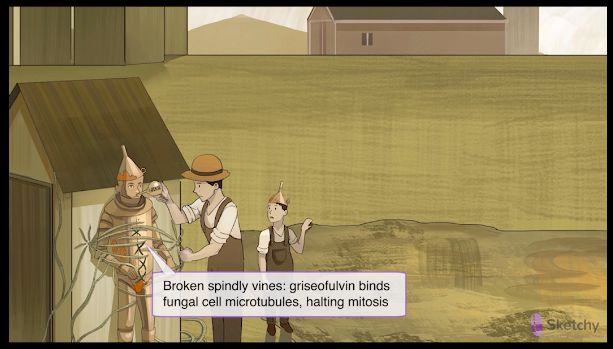 Broken spindly vines: griseofulvin binds
fungal cell microtubules, halting mitosis
Sketchy